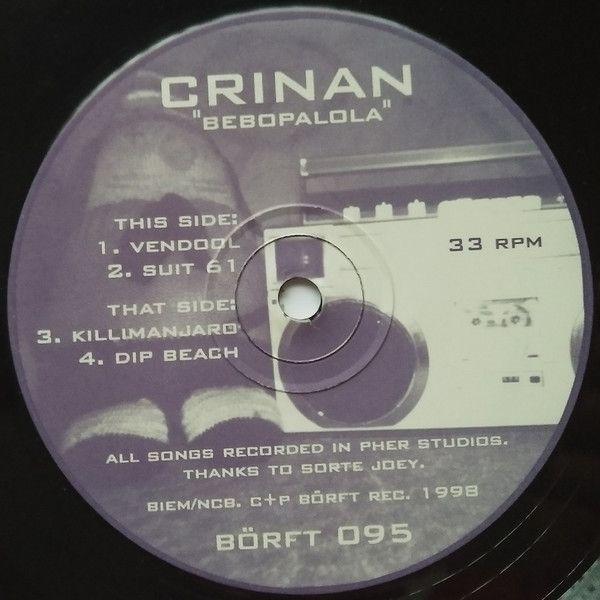 CRINAN
"BEBOPALOLA"
THIS SIDE:
1. VENDOOL
2. SUIT 61
33 RPM
THAT SIDE:
3. KILLIMANJARO
4. DIP BEACH
ALL SONGS RECORDED IN PHER STUDIOS.
THANKS TO SORTE JOEY.
BIEM/NCB. C+P BÖRFT REC. 1998
BÖRFT 095